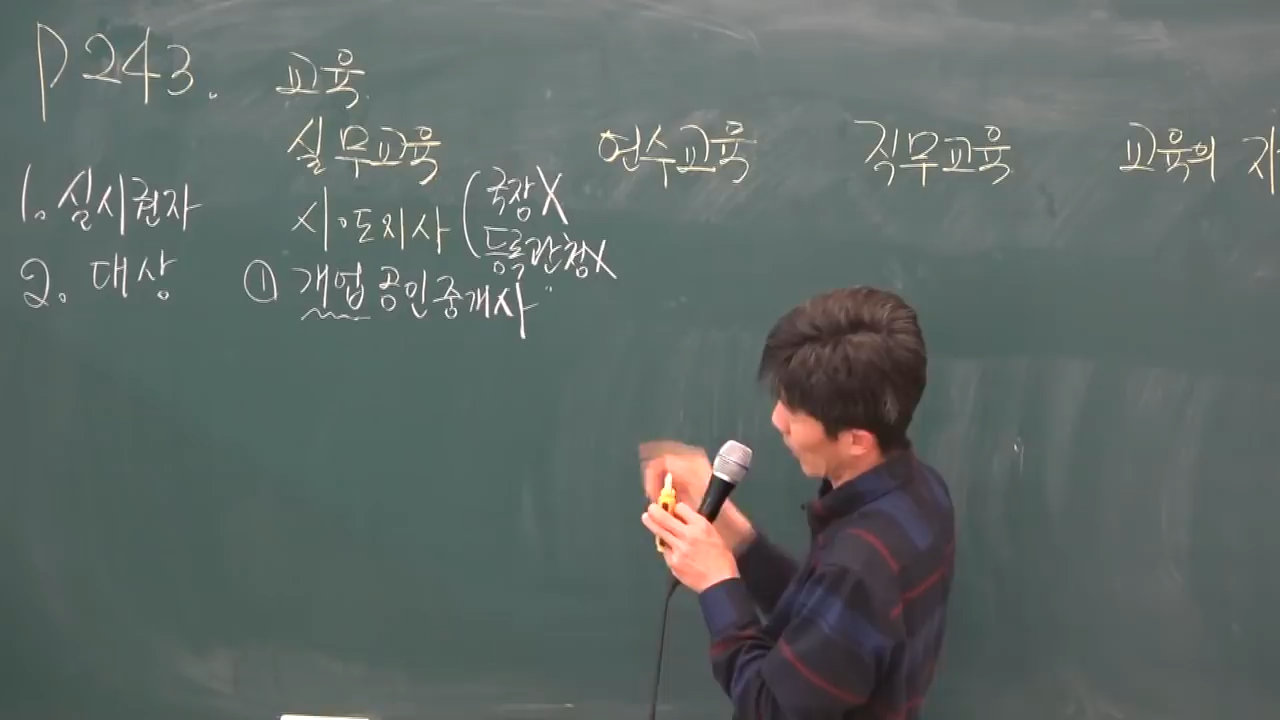 P 243. 교육
실무교육 연수교육 직무교육 교육의
1. 실시권자 시·도지사 (국장X
등록관청X
2. 대상 ① 개업공인중개사